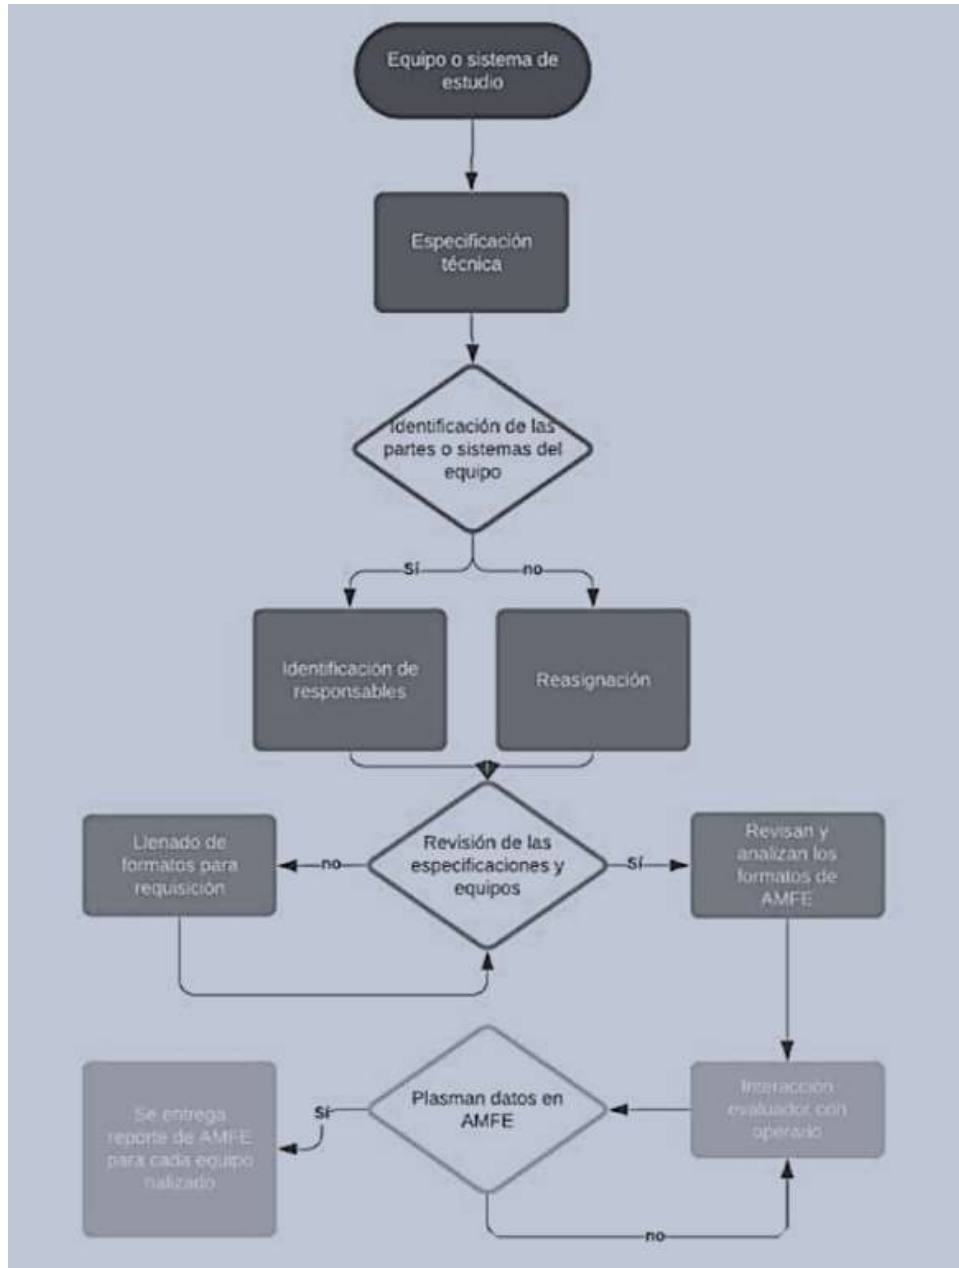 Equipo o sistema de
estudio
Especificación
técnica
Identificación de las
partes o sistemas del
equipo
Sí
no
Identificación de
responsables
Reasignación
Llenado de
formatos para
requisición
no
Revisión de las
especificaciones y
equipos
Sí
Revisan y
analizan los
formatos de
AMFE
Se entrega
reporte de AMFE
para cada equipo
nalizado
Sí
Plasman datos en
AMFE
Interacción
evaluador con
operario
no